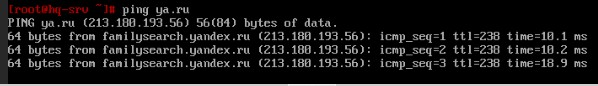 [root@hq-srv ~]# ping ya.ru
PING ya.ru (213.180.193.56) 56(84) bytes of data.
64 bytes from familysearch.yandex.ru (213.180.193.56): icmp_seq=1 ttl=238 time=10.1 ms
64 bytes from familysearch.yandex.ru (213.180.193.56): icmp_seq=2 ttl=238 time=10.2 ms
64 bytes from familysearch.yandex.ru (213.180.193.56): icmp_seq=3 ttl=238 time=18.9 ms